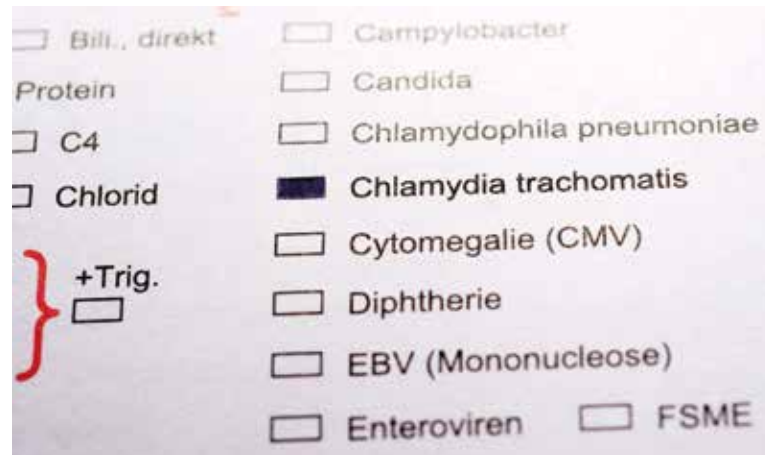 Bili., direkt
Campylobacter
Protein
Candida
C4
Chlamydophila pneumoniae
Chlorid
Chlamydia trachomatis
+Trig.
Cytomegalie (CMV)
Diphtherie
EBV (Mononucleose)
Enteroviren
FSME